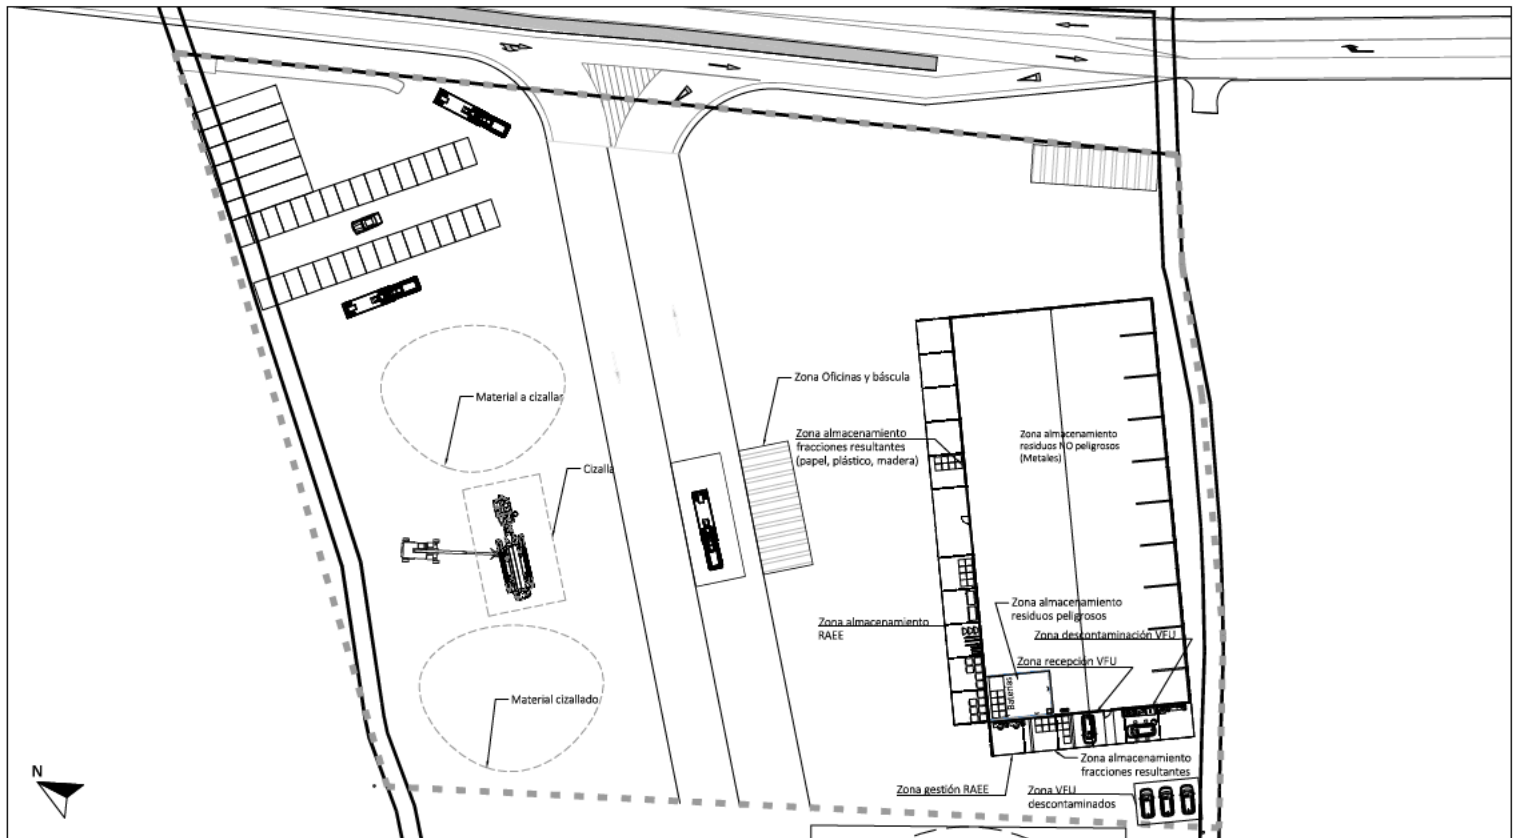 Zona Oficinas y báscula
Material a cizallar
Zona almacenamiento
fracciones resultantes
(papel, plástico, madera)
Zona almacenamiento
residuos NO peligrosos
(Metales)
Cizalla
Zona almacenamiento
residuos peligrosos
Zona almacenamiento
RAEE
Zona descontaminación VFU
Zona recepción VFU
Baterías
Material cizallado
Zona almacenamiento
fracciones resultantes
N
Zona gestión RAEE
Zona VFU
descontaminados